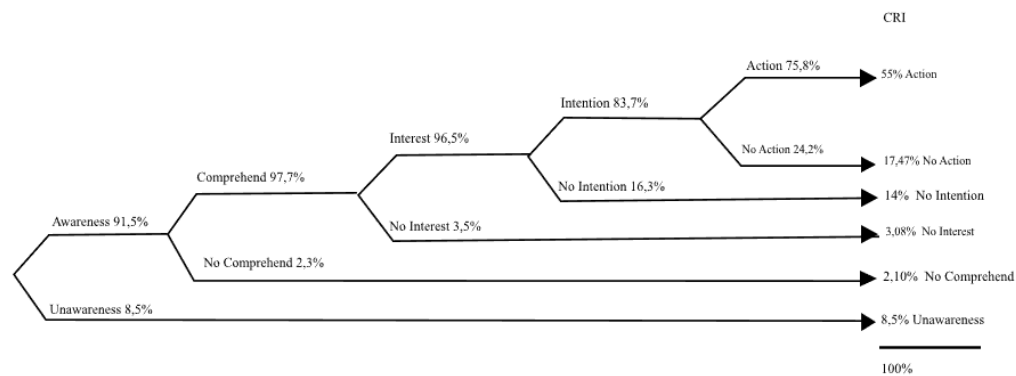 CRI
Action 75,8%
55% Action
Intention 83,7%
Interest 96,5%
No Action 24,2%
17,47% No Action
Comprehend 97,7%
No Intention 16,3%
14% No Intention
Awareness 91,5%
No Interest 3,5%
3,08% No Interest
No Comprehend 2,3%
2,10% No Comprehend
Unawareness 8,5%
8,5% Unawareness
100%